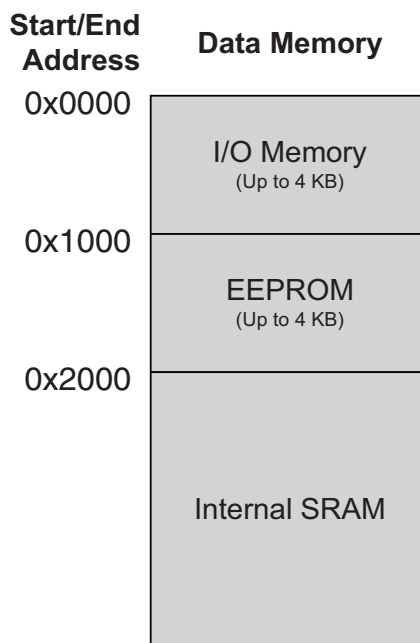 Start/End
Address
Data Memory
0x0000
I/O Memory
(Up to 4 KB)
0x1000
EEPROM
(Up to 4 KB)
0x2000
Internal SRAM